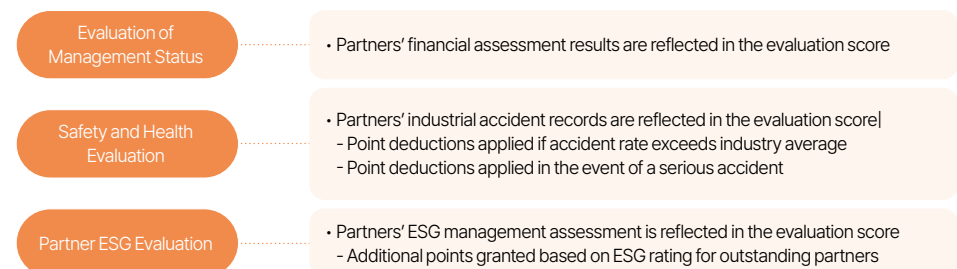 Evaluation of
Management Status
• Partners' financial assessment results are reflected in the evaluation score
Safety and Health
Evaluation
• Partners' industrial accident records are reflected in the evaluation score|
- Point deductions applied if accident rate exceeds industry average
- Point deductions applied in the event of a serious accident
Partner ESG Evaluation
• Partners' ESG management assessment is reflected in the evaluation score
- Additional points granted based on ESG rating for outstanding partners